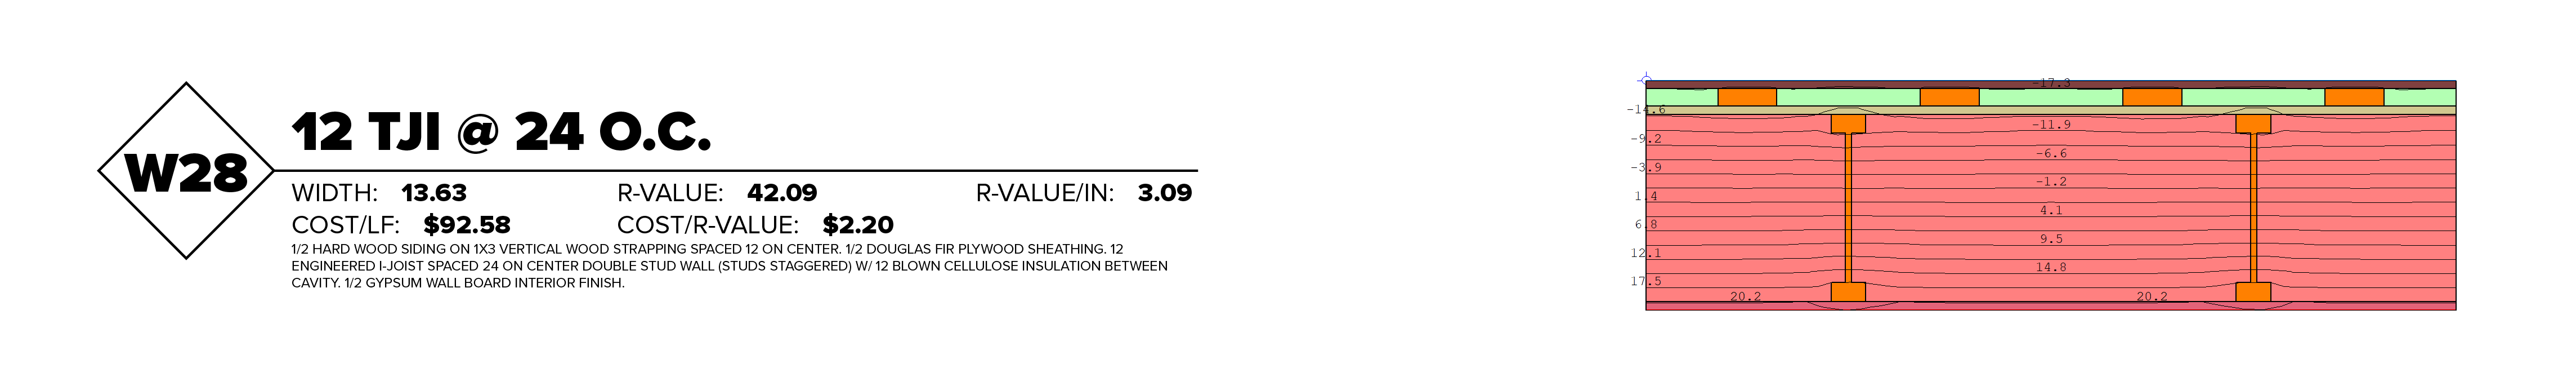 W28
12 TJI @ 24 O.C.
WIDTH: 13.63 R-VALUE: 42.09 R-VALUE/IN: 3.09
COST/LF: $92.58 COST/R-VALUE: $2.20
1/2 HARD WOOD SIDING ON 1X3 VERTICAL WOOD STRAPPING SPACED 12 ON CENTER. 1/2 DOUGLAS FIR PLYWOOD SHEATHING. 12
ENGINEERED I-JOIST SPACED 24 ON CENTER DOUBLE STUD WALL (STUDS STAGGERED) W/ 12 BLOWN CELLULOSE INSULATION BETWEEN
CAVITY. 1/2 GYPSUM WALL BOARD INTERIOR FINISH.
-17.3
-14.6
-11.9
-9.2
-6.6
-3.9
-1.2
1.4
4.1
6.8
9.5
12.1
14.8
17.5
20.2 20.2